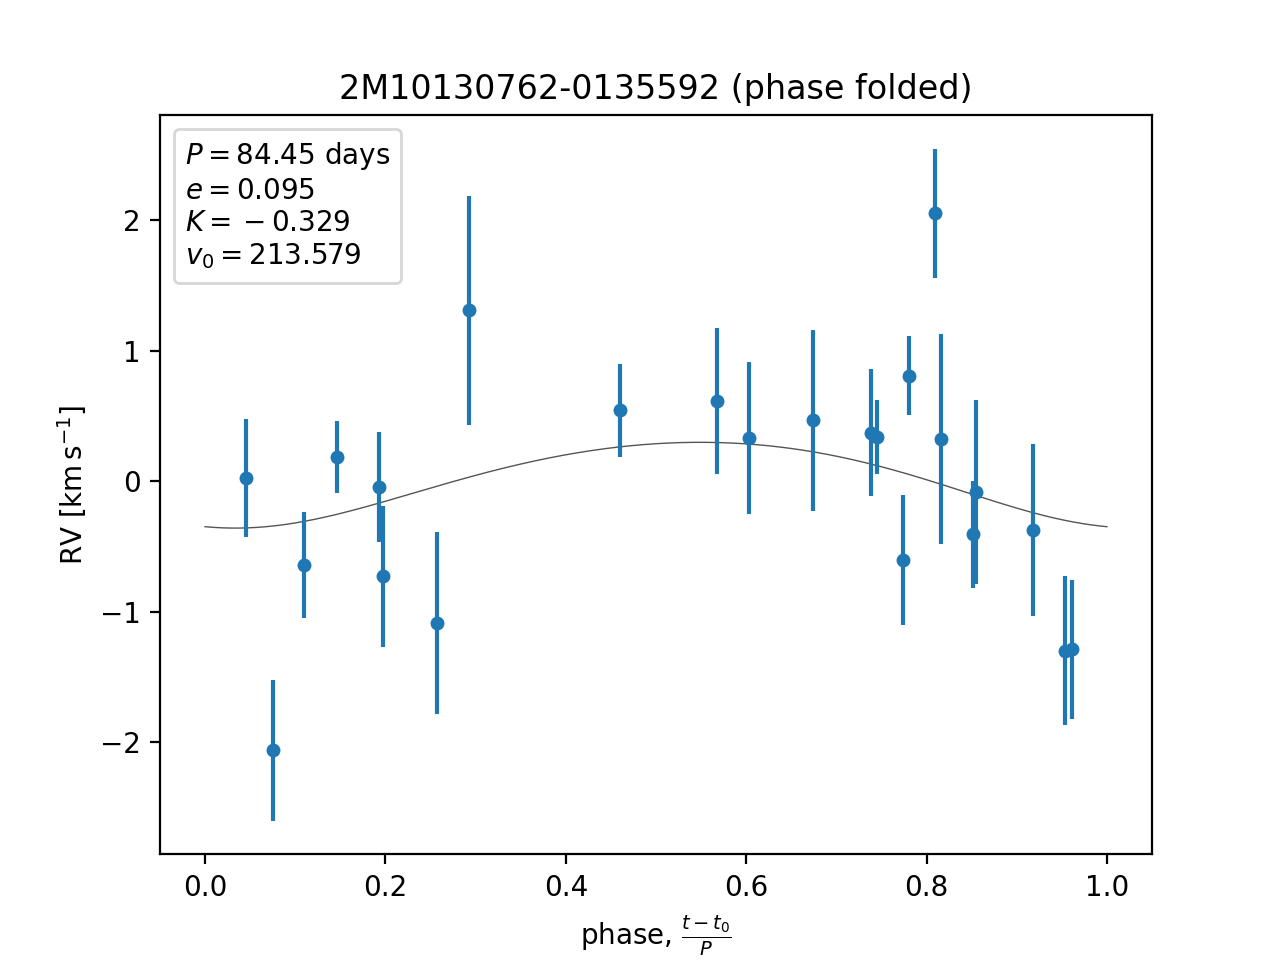 2M10130762-0135592 (phase folded)
P = 84.45 days
e = 0.095
K = −0.329
v₀ = 213.579
RV [km s⁻¹]
2
1
0
−1
−2
0.0 0.2 0.4 0.6 0.8 1.0
phase, (t − t₀)/P